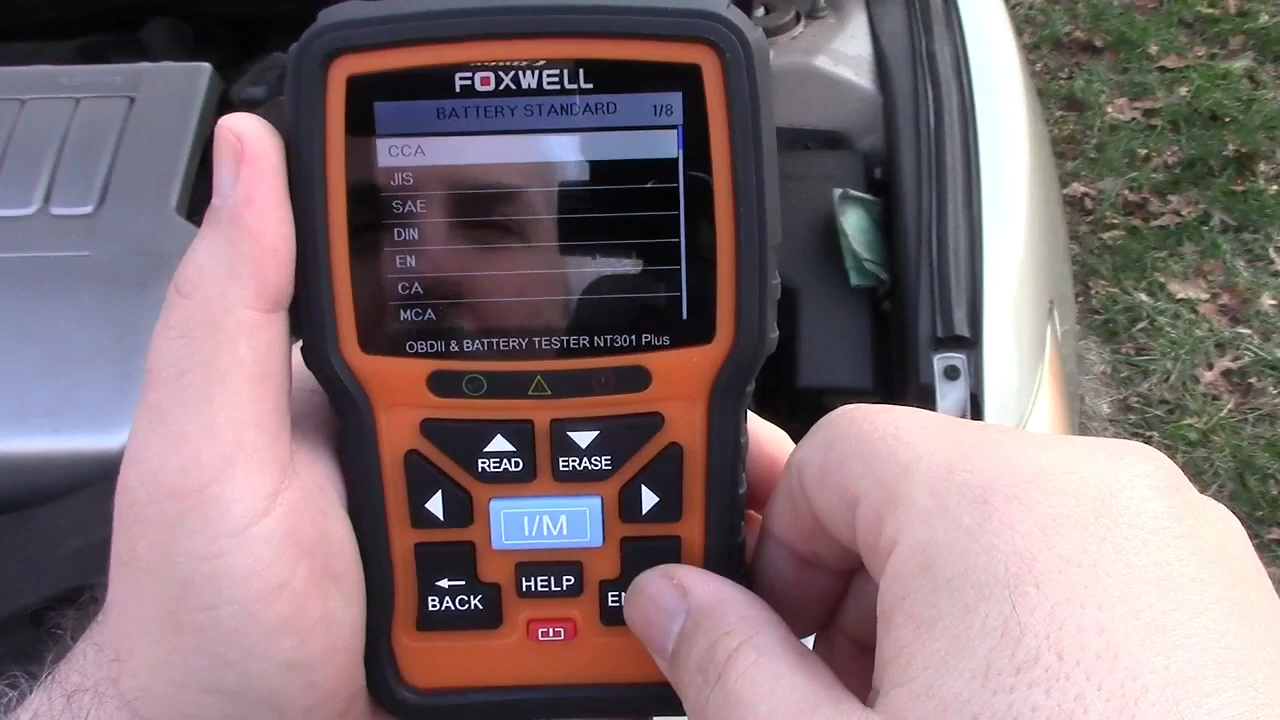 FOXWELL
BATTERY STANDARD 1/8
CCA
JIS
SAE
DIN
EN
CA
MCA
OBDII & BATTERY TESTER NT301 Plus
READ
ERASE
I/M
BACK
HELP